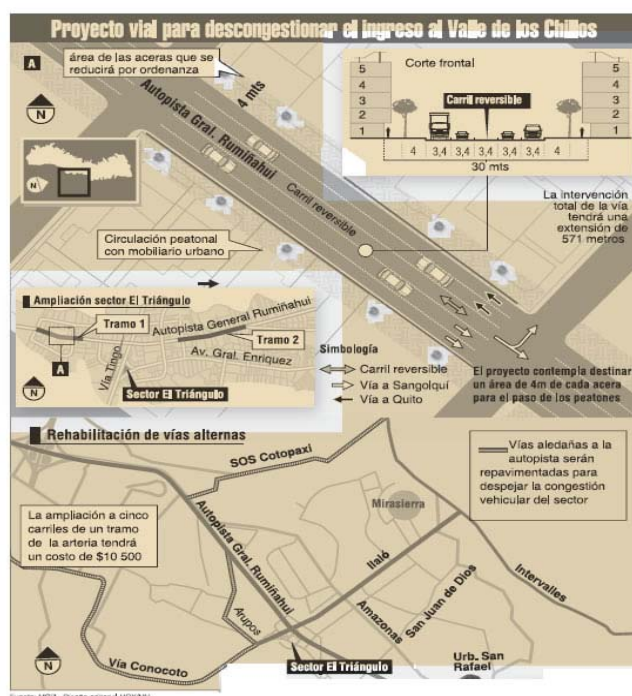 Proyecto vial para descongestionar el ingreso al Valle de los Chillos
A
área de las aceras que se
reducirá por ordenanza
N
4 mts
Autopista Gral. Rumiñahui
Carril reversible
Corte frontal
5
4
3
2
1
Carril reversible
5
4
3
2
1
4 3,4 3,4 3,4 3,4 3,4 4
30 mts
N
La intervención
total de la vía
tendrá una
extensión de
571 metros
Circulación peatonal
con mobiliario urbano
Ampliación sector El Triángulo
Tramo 1
Autopista General Rumiñahui
Tramo 2
Av. Gral. Enriquez
Vía Tingo
A
Sector El Triángulo
N
Simbología
Carril reversible
Vía a Sangolquí
Vía a Quito
El proyecto contempla destinar
un área de 4m de cada acera
para el paso de los peatones
Rehabilitación de vías alternas
SOS Cotopaxi
Vías aledañas a la
autopista serán
repavimentadas para
despejar la congestión
vehicular del sector
La ampliación a cinco
carriles de un tramo
de la arteria tendrá
un costo de $10 500
Autopista Gral. Rumiñahui
Mirasierra
Ilaló
Intervalles
Arupos
Amazonas
San Juan de Dios
Vía Conocoto
Sector El Triángulo
Urb. San
Rafael
N